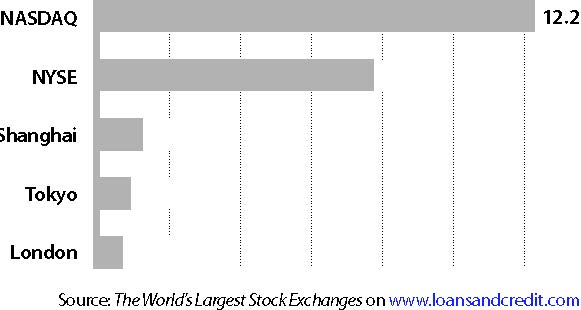 NASDAQ 12.2
NYSE
Shanghai
Tokyo
London
Source: The World's Largest Stock Exchanges on www.loansandcredit.com